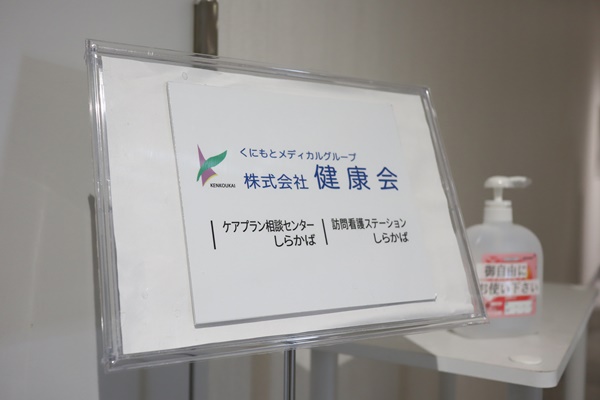 くにもとメディカルグループ
株式会社 健康会
KENKOUKAI
ケアプラン相談センター
しらかば
訪問看護ステーション
しらかば
御自由に
お使い下さい